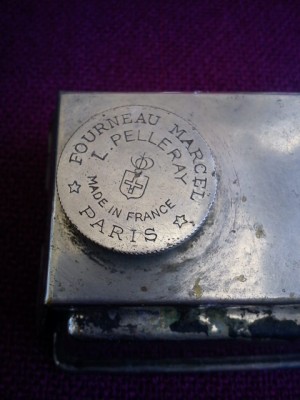 FOURNEAU MARCEL
L. PELLERAY
MADE IN FRANCE
PARIS